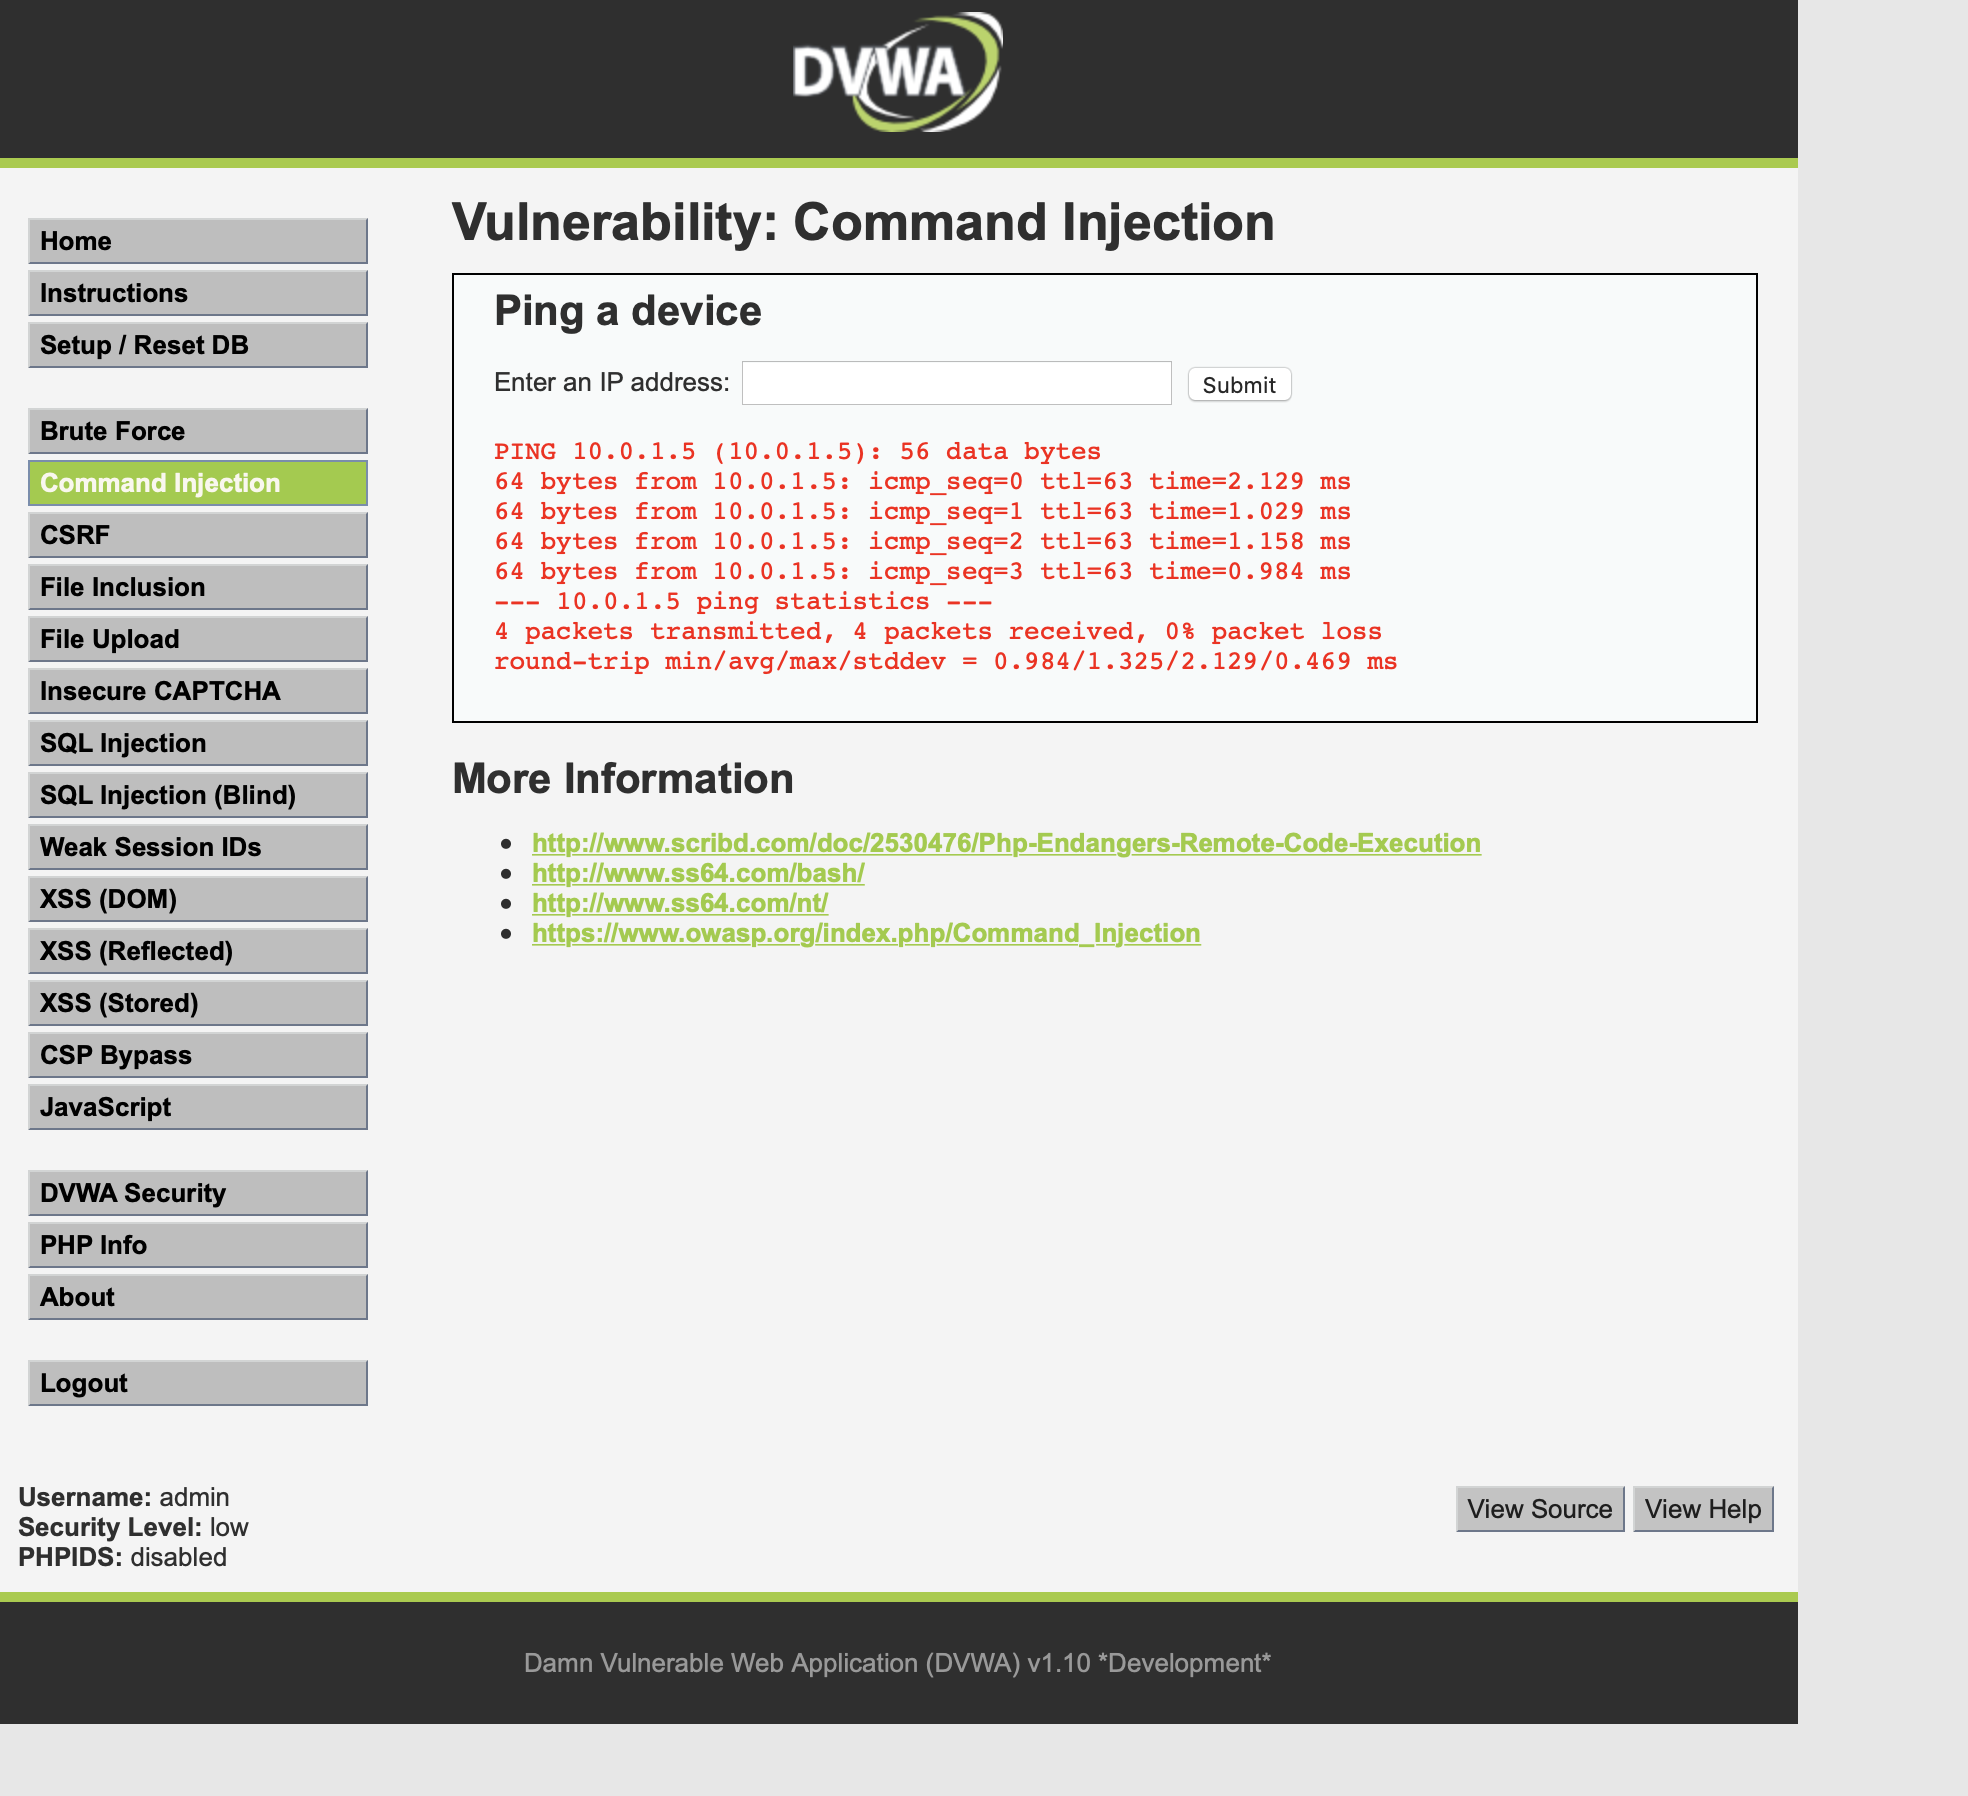 DVWA
Home
Instructions
Setup / Reset DB
Brute Force
Command Injection
CSRF
File Inclusion
File Upload
Insecure CAPTCHA
SQL Injection
SQL Injection (Blind)
Weak Session IDs
XSS (DOM)
XSS (Reflected)
XSS (Stored)
CSP Bypass
JavaScript
DVWA Security
PHP Info
About
Logout
Vulnerability: Command Injection
Ping a device
Enter an IP address: Submit
PING 10.0.1.5 (10.0.1.5): 56 data bytes
64 bytes from 10.0.1.5: icmp_seq=0 ttl=63 time=2.129 ms
64 bytes from 10.0.1.5: icmp_seq=1 ttl=63 time=1.029 ms
64 bytes from 10.0.1.5: icmp_seq=2 ttl=63 time=1.158 ms
64 bytes from 10.0.1.5: icmp_seq=3 ttl=63 time=0.984 ms
--- 10.0.1.5 ping statistics ---
4 packets transmitted, 4 packets received, 0% packet loss
round-trip min/avg/max/stddev = 0.984/1.325/2.129/0.469 ms
More Information
http://www.scribd.com/doc/2530476/Php-Endangers-Remote-Code-Execution
http://www.ss64.com/bash/
http://www.ss64.com/nt/
https://www.owasp.org/index.php/Command_Injection
Username: admin
Security Level: low
PHPIDS: disabled
View Source View Help
Damn Vulnerable Web Application (DVWA) v1.10 *Development*